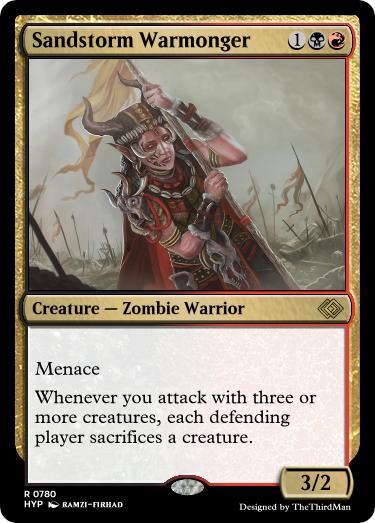 Sandstorm Warmonger 1
Creature — Zombie Warrior
Menace
Whenever you attack with three or
more creatures, each defending
player sacrifices a creature.
3/2
R 0780
HYP RAMZI-FIRHAD
Designed by TheThirdMan